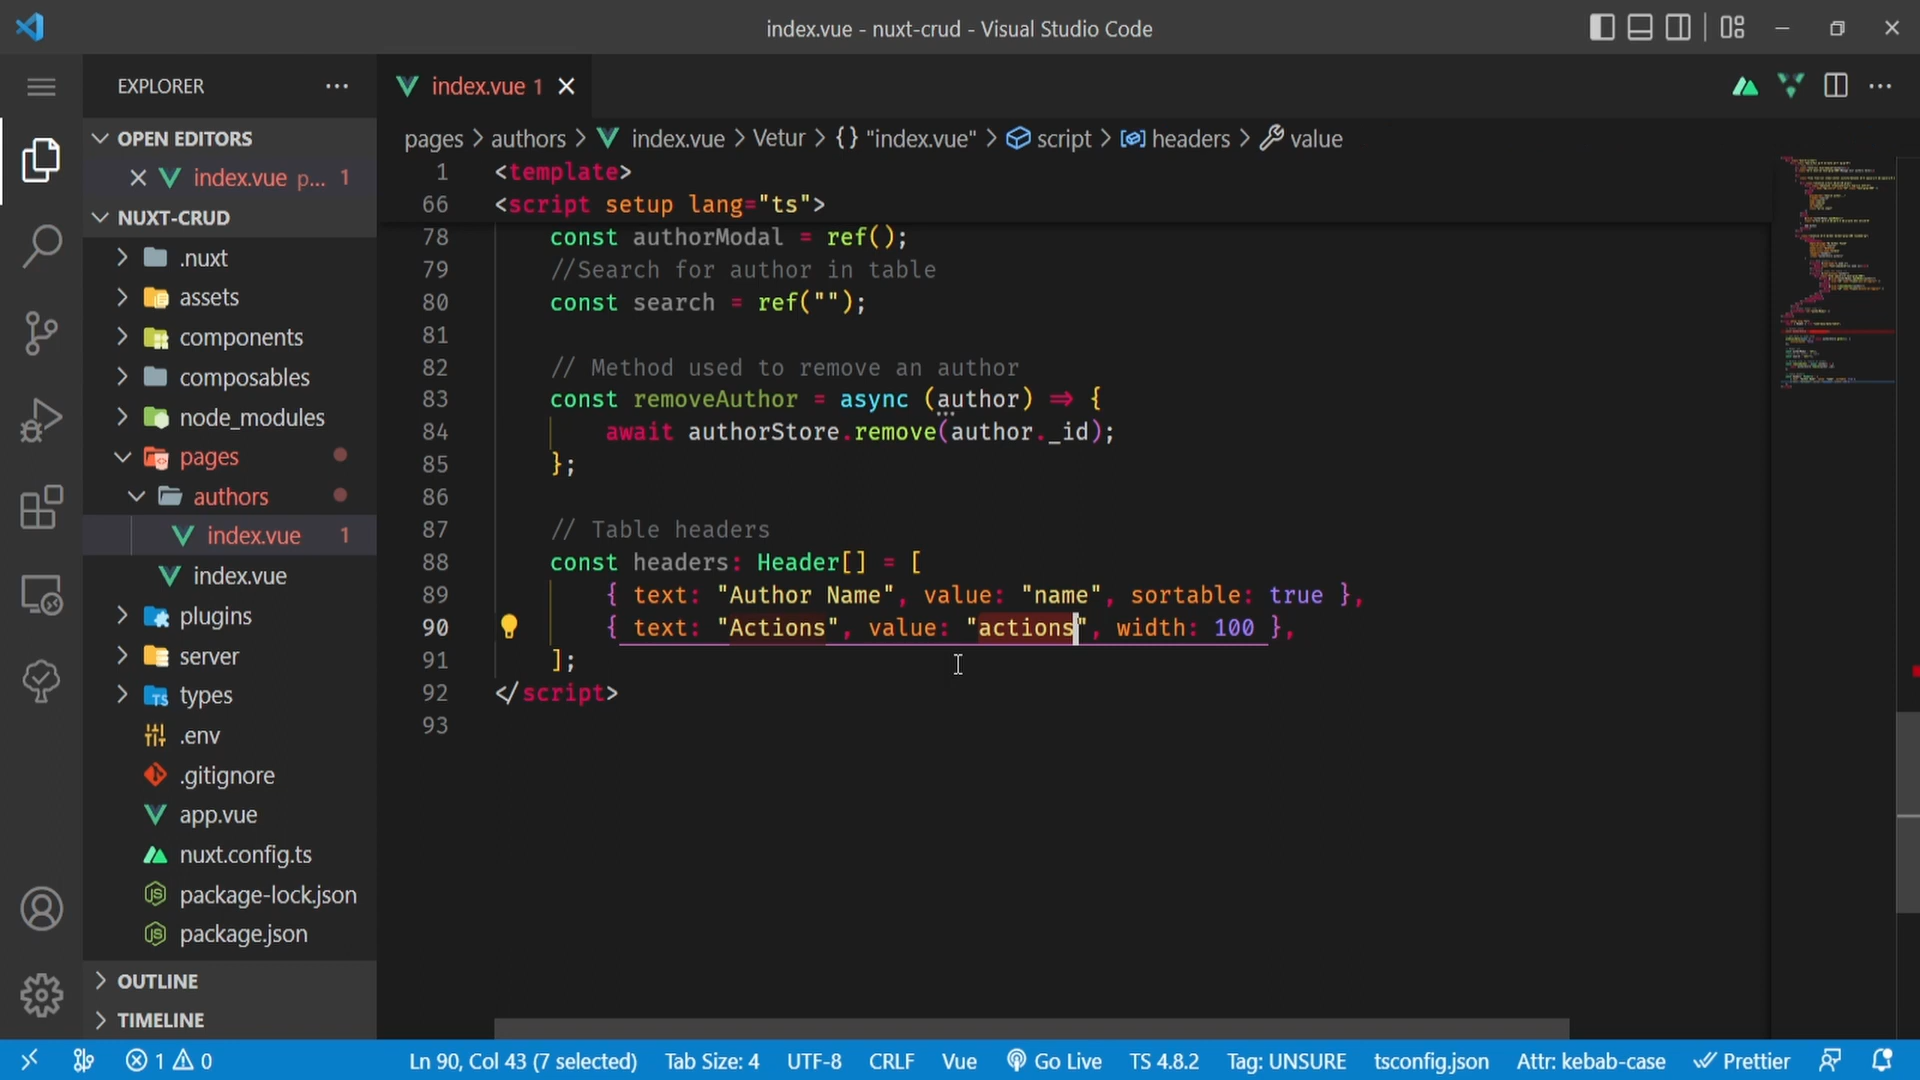 index.vue - nuxt-crud - Visual Studio Code
EXPLORER
OPEN EDITORS
index.vue p... 1
NUXT-CRUD
.nuxt
assets
components
composables
node_modules
pages
authors
index.vue 1
index.vue
plugins
server
types
.env
.gitignore
app.vue
nuxt.config.ts
package-lock.json
package.json
OUTLINE
TIMELINE
index.vue 1
pages > authors > index.vue > Vetur > {} "index.vue" > script > headers > value
1 <template>
66 <script setup lang="ts">
78 const authorModal = ref();
79 //Search for author in table
80 const search = ref("");
81
82 // Method used to remove an author
83 const removeAuthor = async (author) => {
84 await authorStore.remove(author._id);
85 };
86
87 // Table headers
88 const headers: Header[] = [
89 { text: "Author Name", value: "name", sortable: true },
90 { text: "Actions", value: "actions", width: 100 },
91 ];
92 </script>
93
1 0 Ln 90, Col 43 (7 selected) Tab Size: 4 UTF-8 CRLF Vue Go Live TS 4.8.2 Tag: UNSURE tsconfig.json Attr: kebab-case Prettier